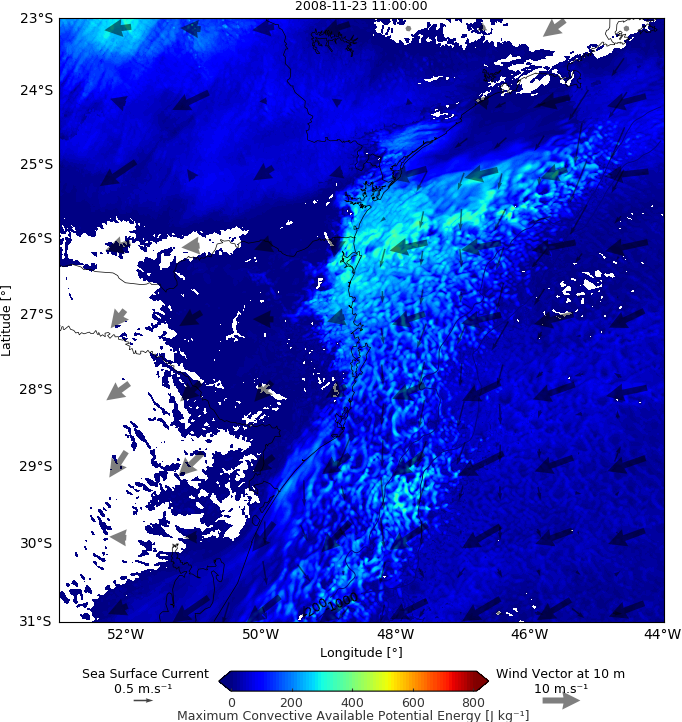 2008-11-23 11:00:00
23°S
24°S
25°S
26°S
27°S
28°S
29°S
30°S
31°S
Latitude [°]
52°W 50°W 48°W 46°W 44°W
Longitude [°]
Sea Surface Current
0.5 m.s⁻¹
Wind Vector at 10 m
10 m.s⁻¹
0 200 400 600 800
Maximum Convective Available Potential Energy [J kg⁻¹]